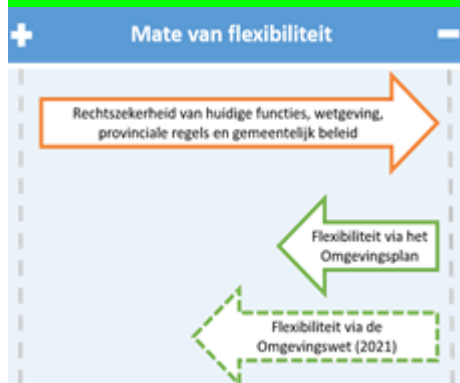 + Mate van flexibiliteit −
Rechtszekerheid van huidige functies, wetgeving,
provinciale regels en gemeentelijk beleid
Flexibiliteit via het
Omgevingsplan
Flexibiliteit via de
Omgevingswet (2021)